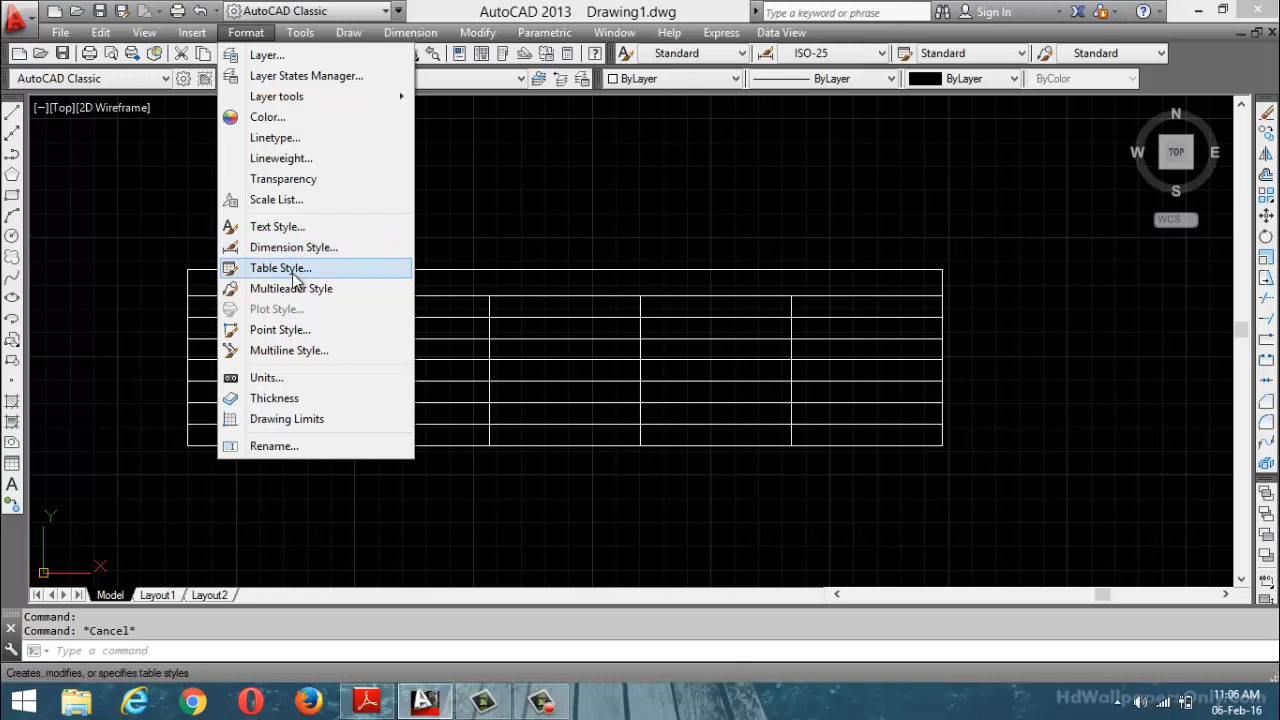 AutoCAD Classic
AutoCAD 2013 Drawing1.dwg
Type a keyword or phrase
Sign In
File Edit View Insert Format Tools Draw Dimension Modify Parametric Window Help Express Data View
Standard ISO-25 Standard Standard
AutoCAD Classic ByLayer ByLayer ByLayer ByColor
[−][Top][2D Wireframe]
Layer...
Layer States Manager...
Layer tools
Color...
Linetype...
Lineweight...
Transparency
Scale List...
Text Style...
Dimension Style...
Table Style...
Multileader Style
Plot Style...
Point Style...
Multiline Style...
Units...
Thickness
Drawing Limits
Rename...
N
W TOP E
S
WCS
Y
X
Model Layout1 Layout2
Command:
Command: *Cancel*
Type a command
Creates, modifies, or specifies table styles
HdWallpapersOnly.com
11:06 AM
06-Feb-16